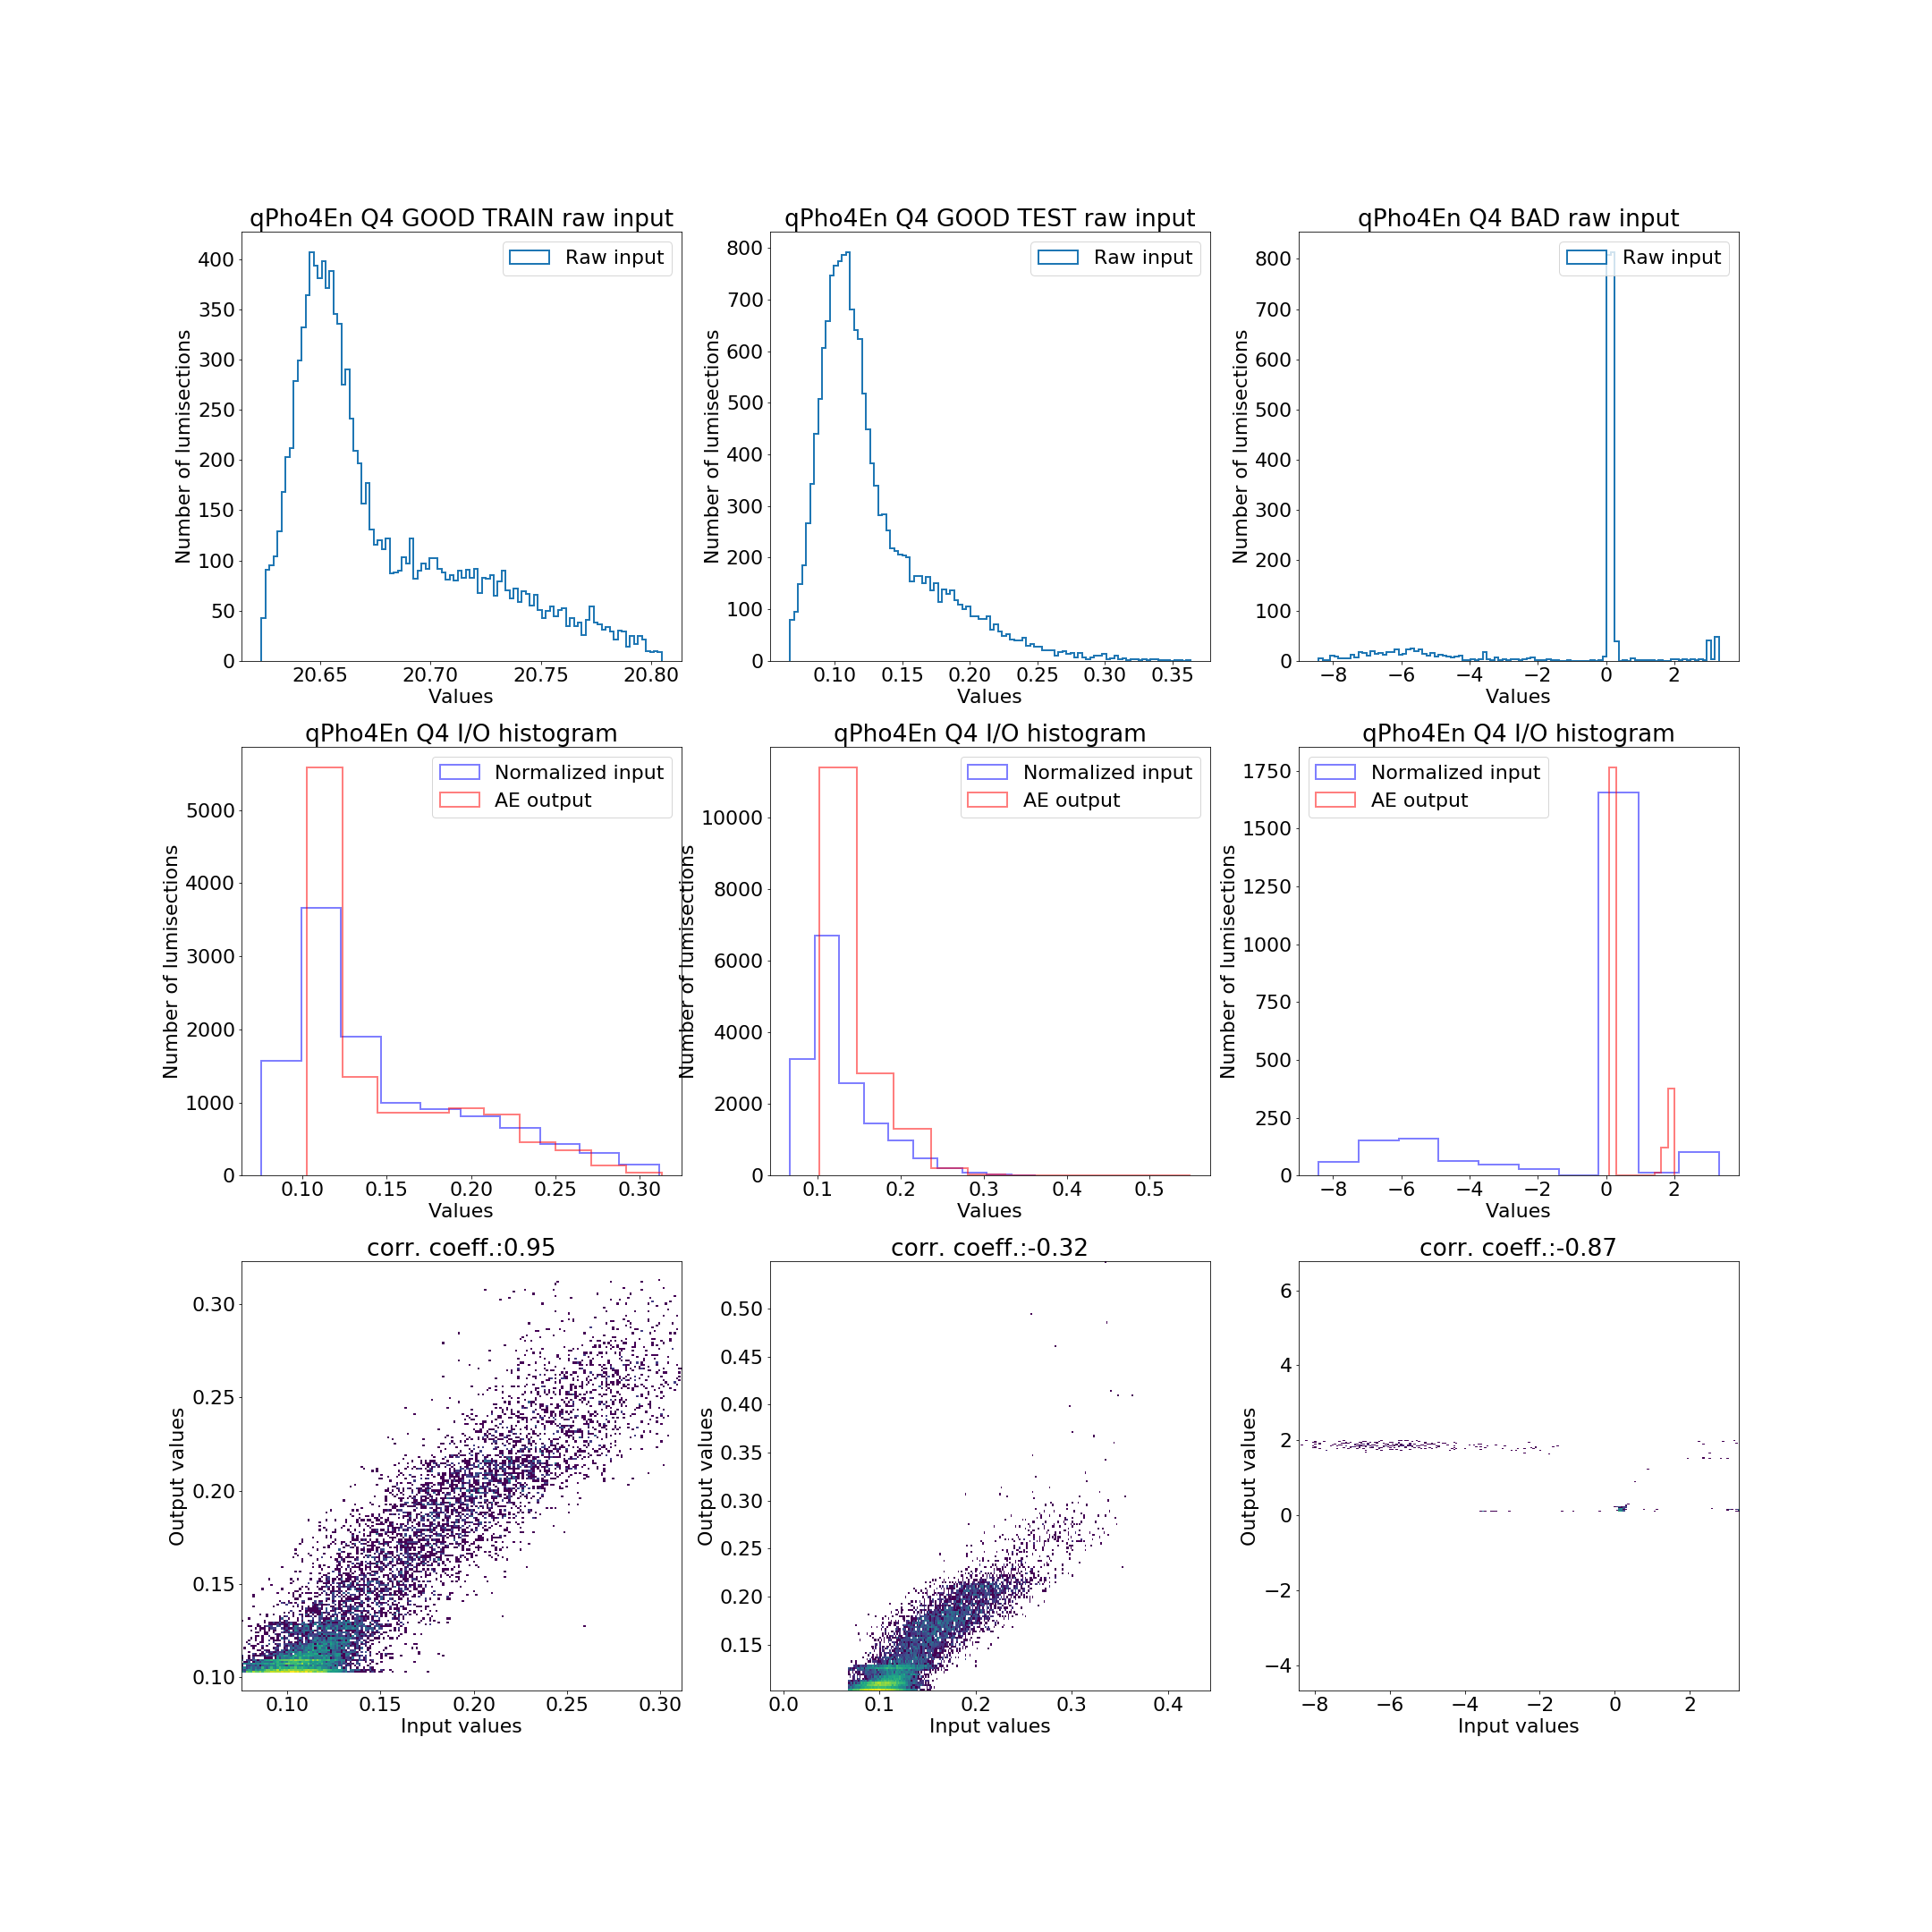 qPho4En Q4 GOOD TRAIN raw input
Number of lumisections
400
350
300
250
200
150
100
50
0
Raw input
20.65 20.70 20.75 20.80
Values
qPho4En Q4 GOOD TEST raw input
Number of lumisections
800
700
600
500
400
300
200
100
0
Raw input
0.10 0.15 0.20 0.25 0.30 0.35
Values
qPho4En Q4 BAD raw input
Number of lumisections
800
700
600
500
400
300
200
100
0
Raw input
−8 −6 −4 −2 0 2
Values
qPho4En Q4 I/O histogram
Number of lumisections
5000
4000
3000
2000
1000
0
Normalized input
AE output
0.10 0.15 0.20 0.25 0.30
Values
qPho4En Q4 I/O histogram
Number of lumisections
10000
8000
6000
4000
2000
0
Normalized input
AE output
0.1 0.2 0.3 0.4 0.5
Values
qPho4En Q4 I/O histogram
Number of lumisections
1750
1500
1250
1000
750
500
250
0
Normalized input
AE output
−8 −6 −4 −2 0 2
Values
corr. coeff.:0.95
Output values
0.30
0.25
0.20
0.15
0.10
0.10 0.15 0.20 0.25 0.30
Input values
corr. coeff.:-0.32
Output values
0.50
0.45
0.40
0.35
0.30
0.25
0.20
0.15
0.0 0.1 0.2 0.3 0.4
Input values
corr. coeff.:-0.87
Output values
6
4
2
0
−2
−4
−8 −6 −4 −2 0 2
Input values